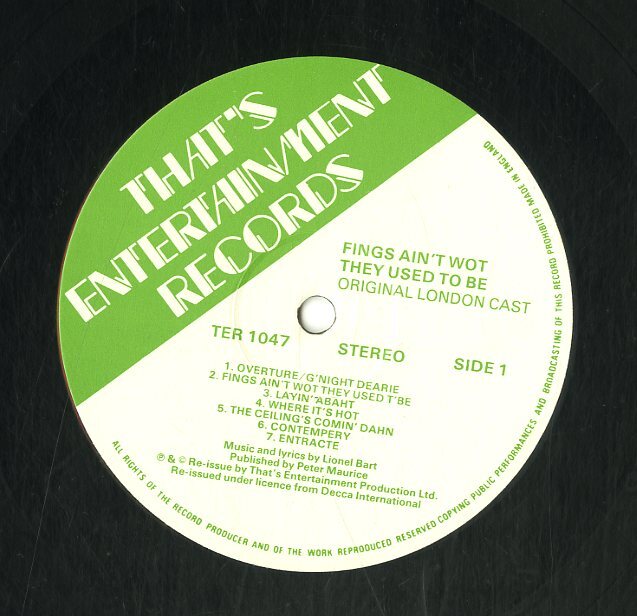 THAT'S
ENTERTAINMENT
RECORDS
FINGS AIN'T WOT
THEY USED TO BE
ORIGINAL LONDON CAST
TER 1047
STEREO
SIDE 1
1. OVERTURE/G'NIGHT DEARIE
2. FINGS AIN'T WOT THEY USED T'BE
3. LAYIN' ABAHT
4. WHERE IT'S HOT
5. THE CEILING'S COMIN' DAHN
6. CONTEMPERY
7. ENTRACTE
Music and lyrics by Lionel Bart
Published by Peter Maurice
℗ & © Re-issue by That's Entertainment Production Ltd.
Re-issued under licence from Decca International
ALL RIGHTS OF THE RECORD PRODUCER AND OF THE WORK REPRODUCED RESERVED COPYING PUBLIC PERFORMANCES AND BROADCASTING OF THIS RECORD PROHIBITED MADE IN ENGLAND